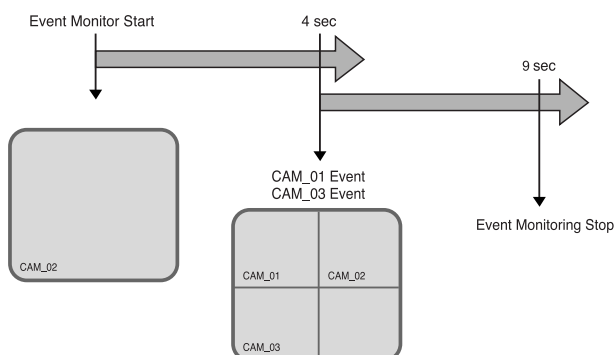 Event Monitor Start
4 sec
9 sec
CAM_01 Event
CAM_03 Event
Event Monitoring Stop
CAM_02
CAM_01
CAM_02
CAM_03